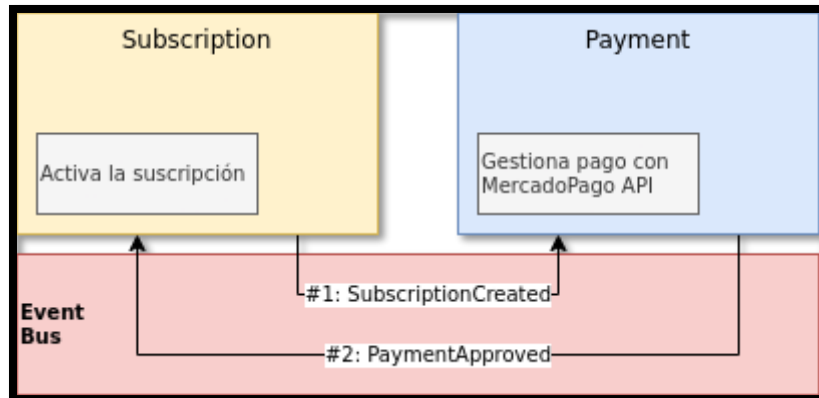 Subscription
Payment
Activa la suscripción
Gestiona pago con
MercadoPago API
#1: SubscriptionCreated
Event
Bus
#2: PaymentApproved